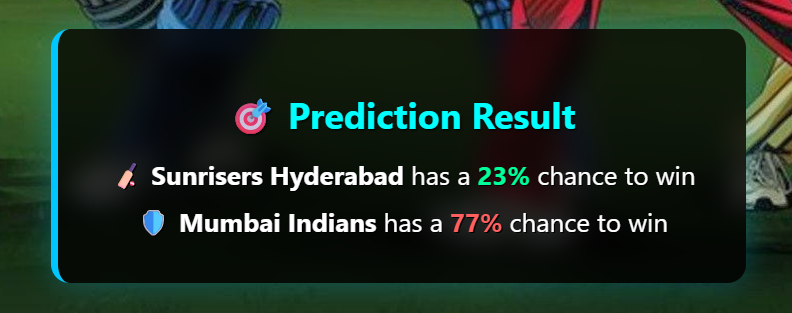 🎯 Prediction Result
🏏 Sunrisers Hyderabad has a 23% chance to win
🛡️ Mumbai Indians has a 77% chance to win